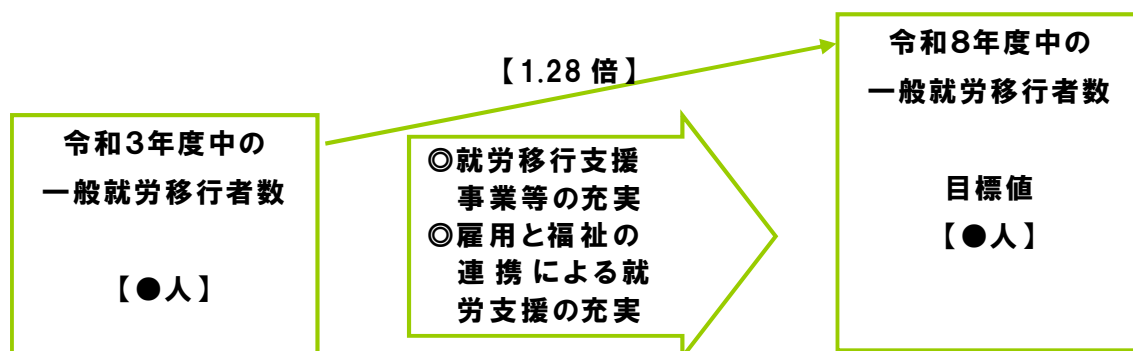 令和3年度中の
一般就労移行者数
【●人】
【1.28倍】
◎就労移行支援
事業等の充実
◎雇用と福祉の
連携による就
労支援の充実
令和8年度中の
一般就労移行者数
目標値
【●人】